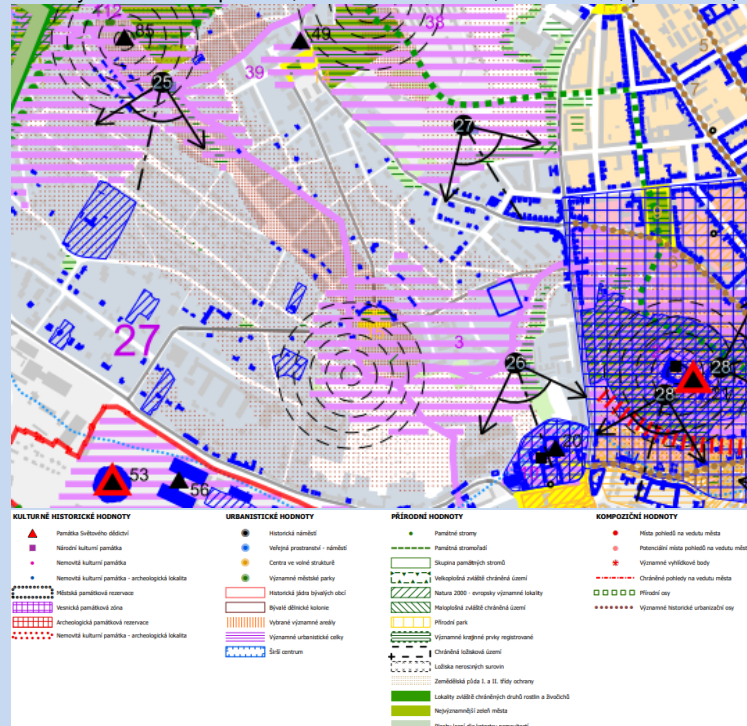 12
85
49
38
25
39
27
27
3
26
28
28
21
20
53
56
KULTURNĚ HISTORICKÉ HODNOTY
Památka Světového dědictví
Národní kulturní památka
Nemovitá kulturní památka
Nemovitá kulturní památka - archeologická lokalita
Městská památková reservace
Vesnická památková zóna
Archeologická památková reservace
Nemovitá kulturní památka - archeologická lokalita
URBANISTICKÉ HODNOTY
Historická náměstí
Veřejná prostranství - náměstí
Centra ve volné struktuře
Významné městské parky
Historická jádra bývalých obcí
Bývalé dělnické kolonie
Vybrané významné areály
Významné urbanistické celky
Širší centrum
PŘÍRODNÍ HODNOTY
Památné stromy
Památná stromořadí
Skupina památných stromů
Velkoplošná zvláště chráněná území
Natura 2000 - evropsky významné lokality
Maloplošná zvláště chráněná území
Přírodní park
Významné krajinné prvky registrované
Chráněná ložisková území
Ložiska nerostných surovin
Zemědělská půda I. a II. třídy ochrany
Lokality zvláště chráněných druhů rostlin a živočichů
Nejvýznamnější zeleň města
KOMPOZIČNÍ HODNOTY
Místa pohledů na vedutu města
Potenciální místa pohledů na vedutu měst
Významné vyhlídkové body
Chráněné pohledy na vedutu města
Přírodní osy
Významné historické urbanizační osy